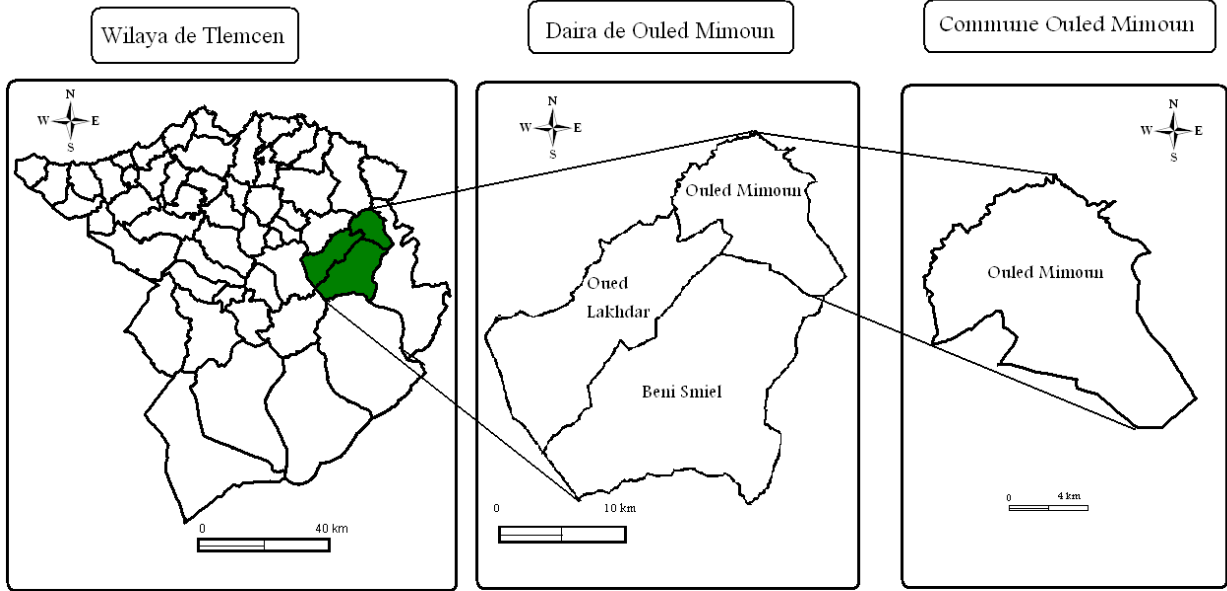 Wilaya de Tlemcen
Daira de Ouled Mimoun
Commune Ouled Mimoun
N
W E
S
0 40 km
N
W E
S
Ouled Mimoun
Oued
Lakhdar
Beni Smiel
0 10 km
N
W E
S
Ouled Mimoun
0 4 km